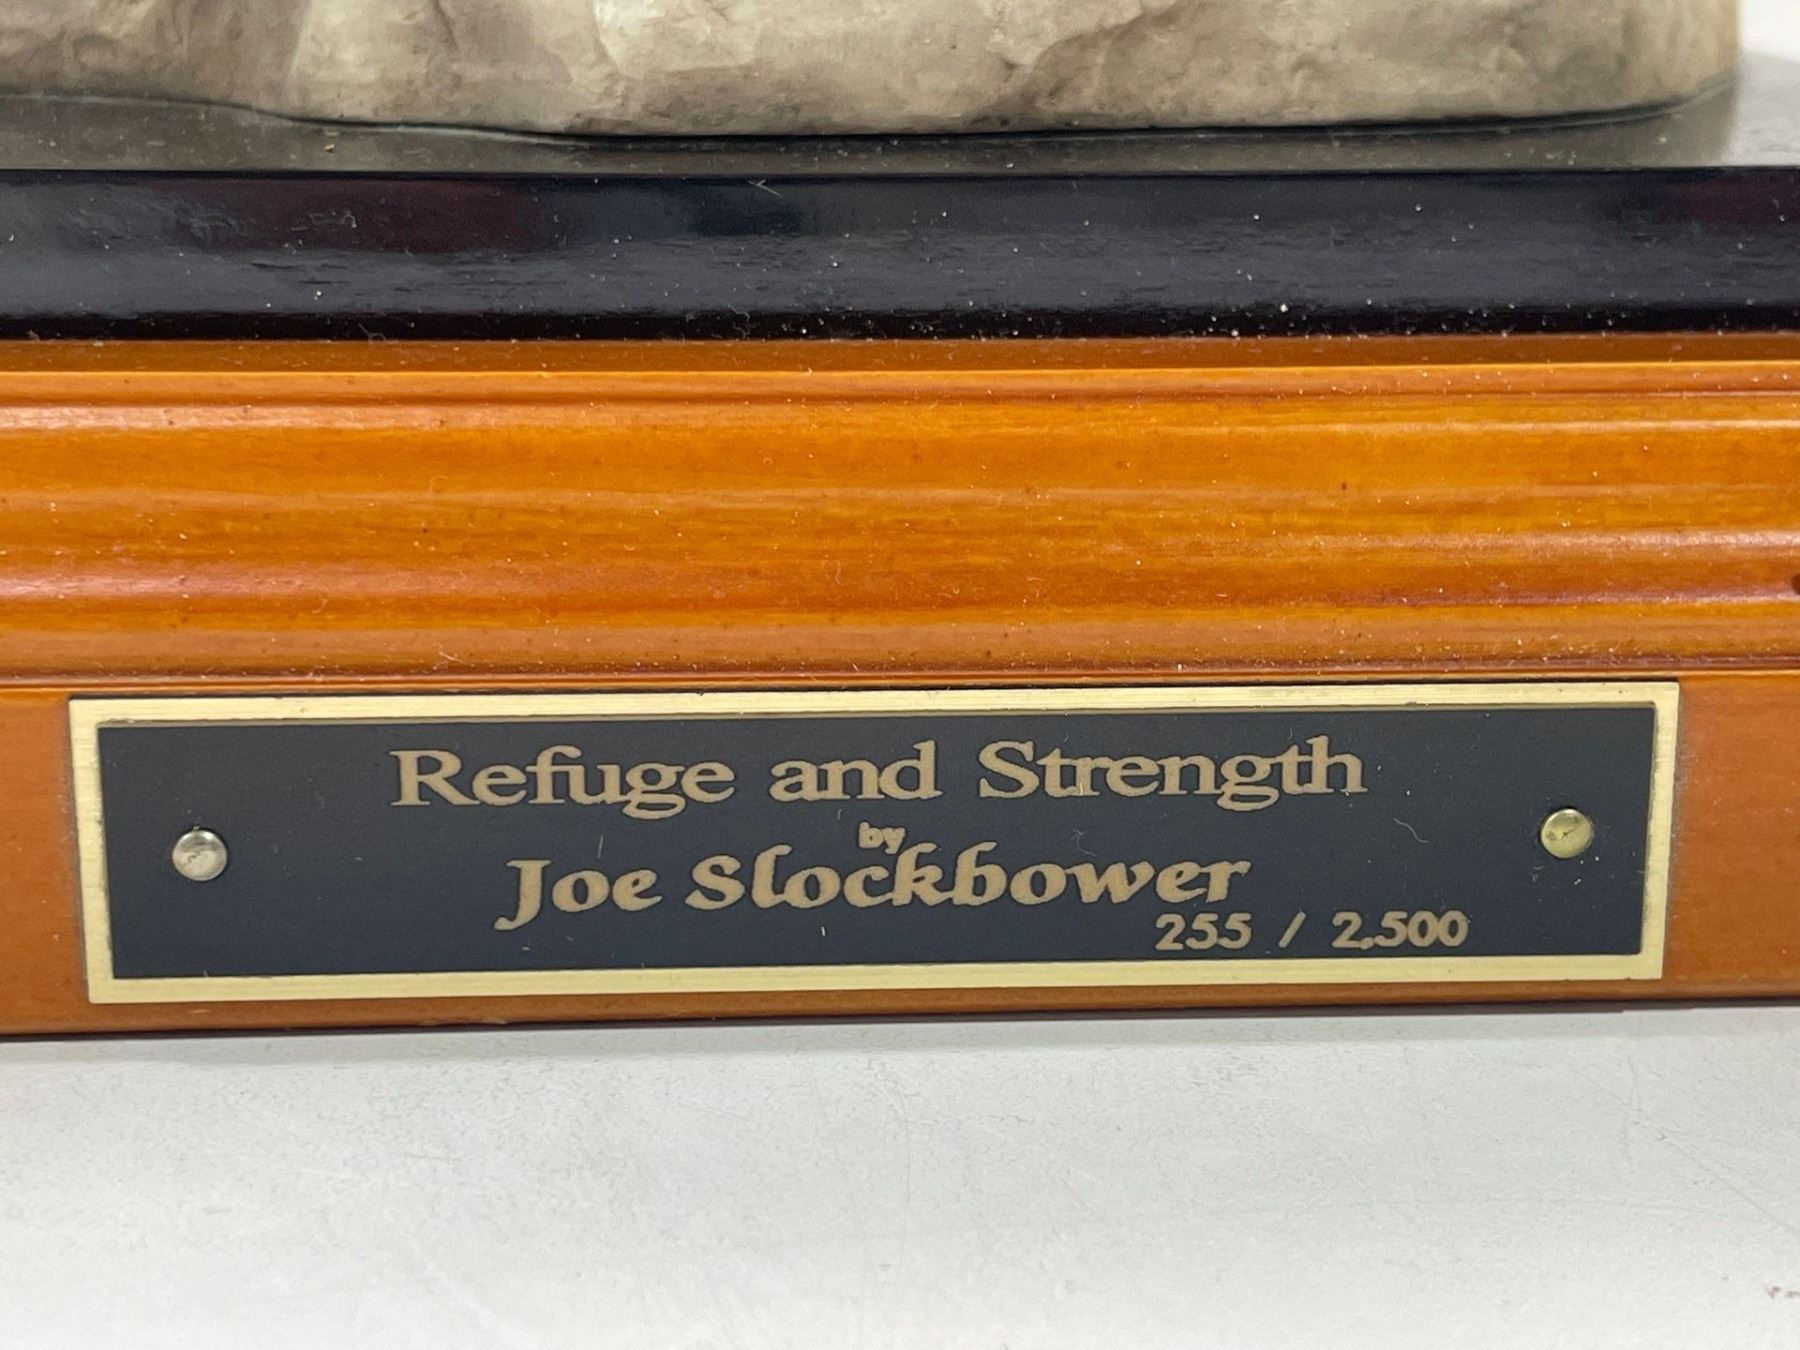 Refuge and Strength
by
Joe Slockbower
255 / 2,500